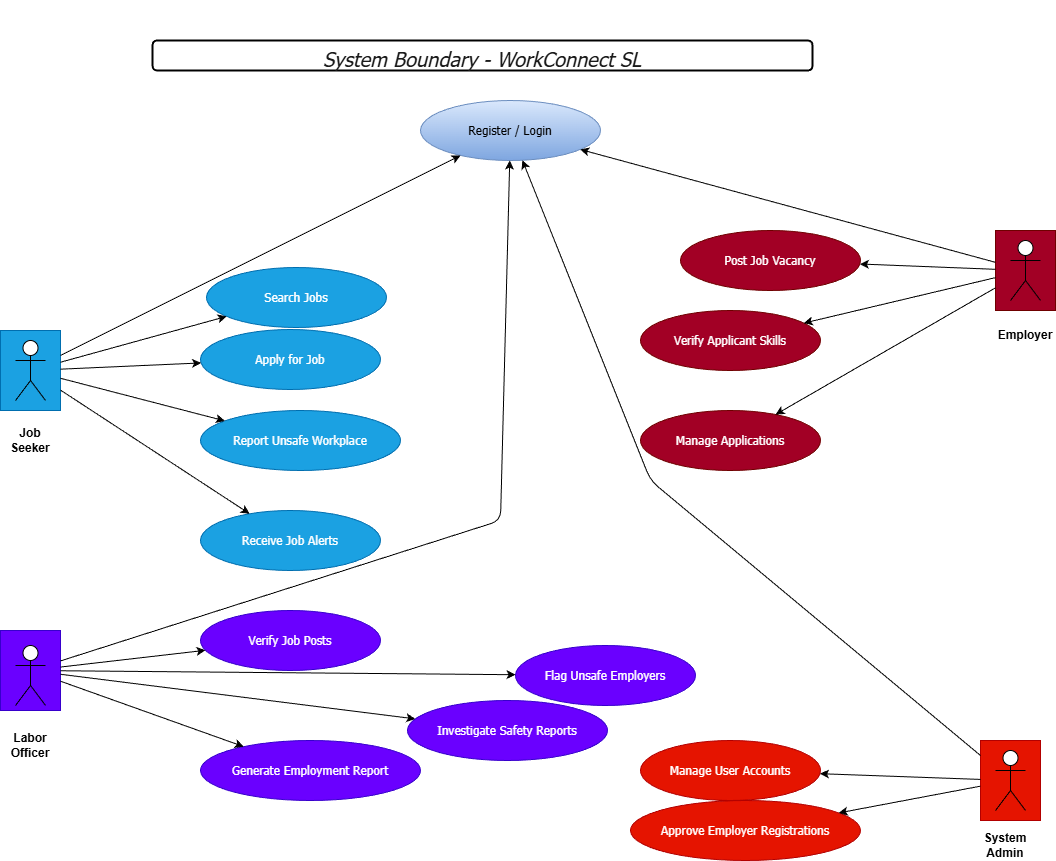 System Boundary - WorkConnect SL
Register / Login
Post Job Vacancy
Search Jobs
Employer
Verify Applicant Skills
Apply for Job
Job
Seeker
Report Unsafe Workplace
Manage Applications
Receive Job Alerts
Verify Job Posts
Flag Unsafe Employers
Labor
Officer
Investigate Safety Reports
Generate Employment Report
Manage User Accounts
Approve Employer Registrations
System
Admin